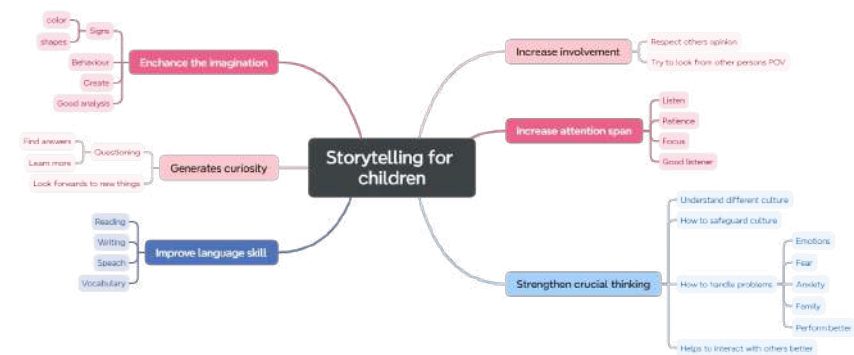 color
shapes
Signs
Behaviour
Create
Good analysis
Enchance the imagination
Find answers
Learn more
Questioning
Look forwards to new things
Generates curiosity
Reading
Writing
Speach
Vocabulary
Improve language skill
Storytelling for
children
Increase involvement
Respect others opinion
Try to look from other persons POV
Increase attention span
Listen
Patience
Focus
Good listener
Strengthen crucial thinking
Understand different culture
How to safeguard culture
How to handle problems
Emotions
Fear
Anxiety
Family
Perform better
Helps to interact with others better